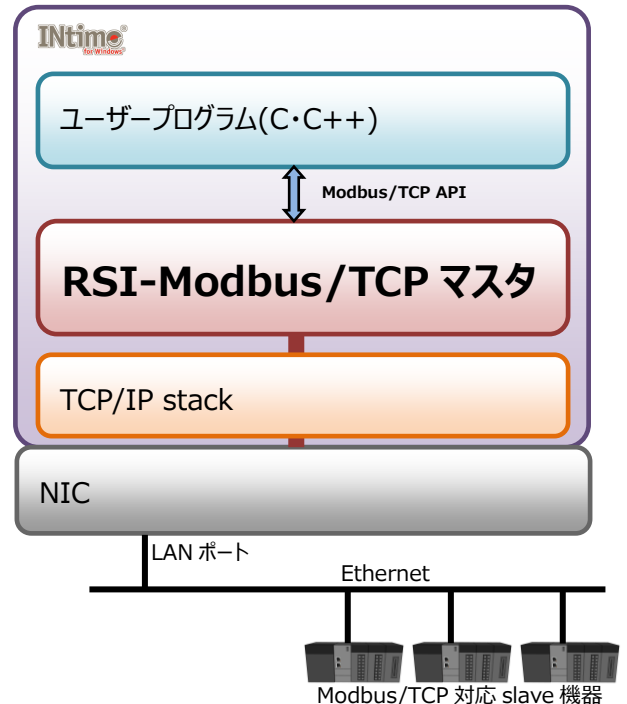 INtime
for Windows
ユーザープログラム(C・C++)
Modbus/TCP API
RSI-Modbus/TCP マスタ
TCP/IP stack
NIC
LAN ポート
Ethernet
Modbus/TCP 対応 slave 機器